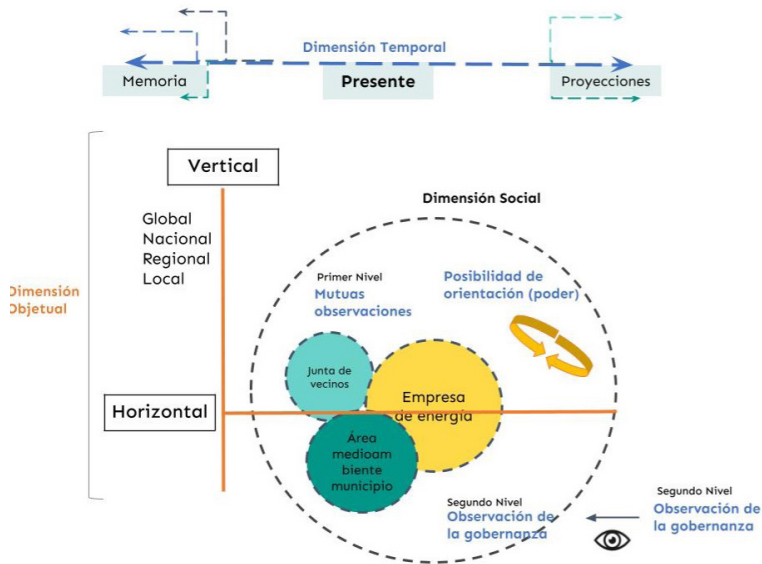 Dimensión Temporal
Memoria
Presente
Proyecciones
Vertical
Dimensión Social
Global
Nacional
Regional
Local
Dimensión
Objetual
Primer Nivel
Mutuas
observaciones
Posibilidad de
orientación (poder)
Junta de
vecinos
Empresa
de energía
Horizontal
Área
medioam
biente
municipio
Segundo Nivel
Observación de
la gobernanza
Segundo Nivel
Observación de
la gobernanza